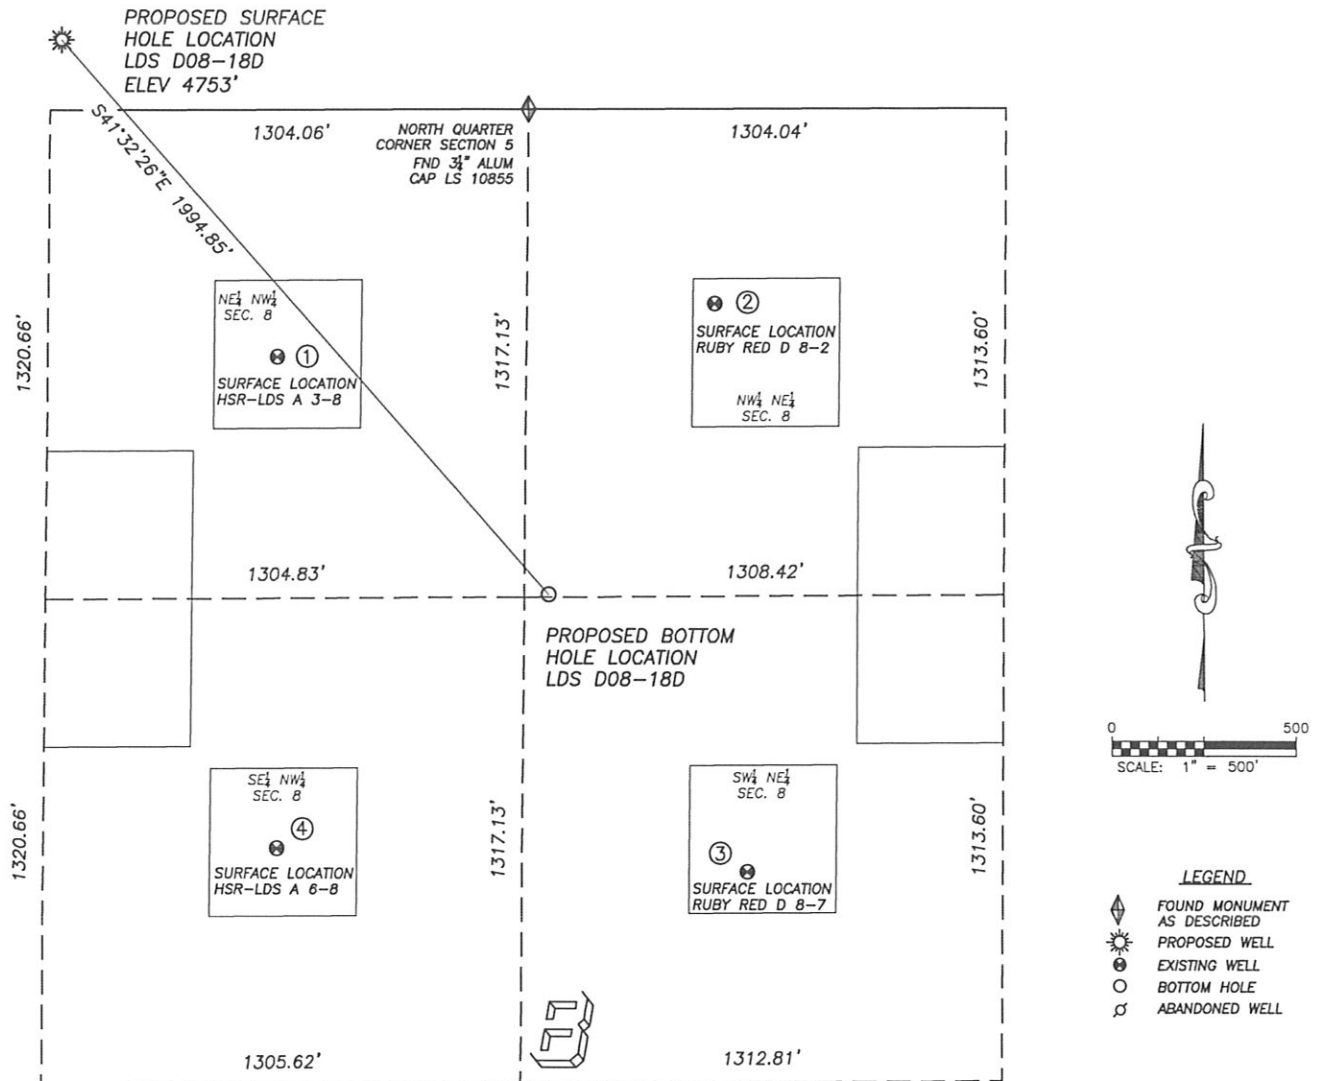 PROPOSED SURFACE
HOLE LOCATION
LDS D08-18D
ELEV 4753'
S41°32'26"E 1994.85'
1304.06'
NORTH QUARTER
CORNER SECTION 5
FND 3¼" ALUM
CAP LS 10855
1304.04'
1320.66'
NE¼ NW¼
SEC. 8
1
SURFACE LOCATION
HSR-LDS A 3-8
1317.13'
2
SURFACE LOCATION
RUBY RED D 8-2
NW¼ NE¼
SEC. 8
1313.60'
1304.83'
1308.42'
PROPOSED BOTTOM
HOLE LOCATION
LDS D08-18D
1320.66'
SE¼ NW¼
SEC. 8
4
SURFACE LOCATION
HSR-LDS A 6-8
1317.13'
SW¼ NE¼
SEC. 8
3
SURFACE LOCATION
RUBY RED D 8-7
1313.60'
8
1305.62'
1312.81'
0 500
SCALE: 1" = 500'
LEGEND
FOUND MONUMENT
AS DESCRIBED
PROPOSED WELL
EXISTING WELL
BOTTOM HOLE
ABANDONED WELL